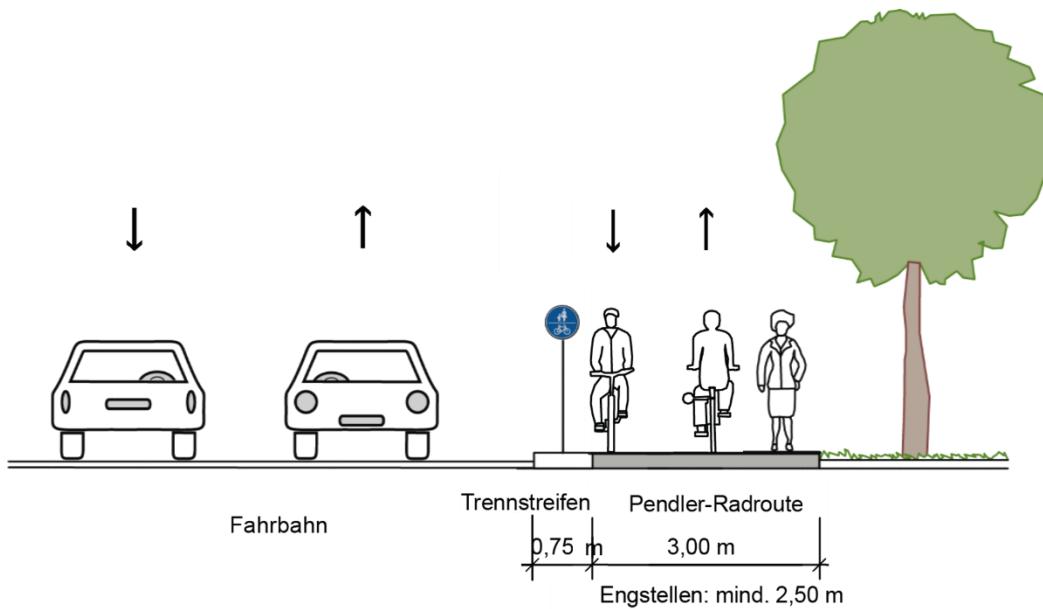 Trennstreifen
Pendler-Radroute
Fahrbahn
0,75 m
3,00 m
Engstellen: mind. 2,50 m